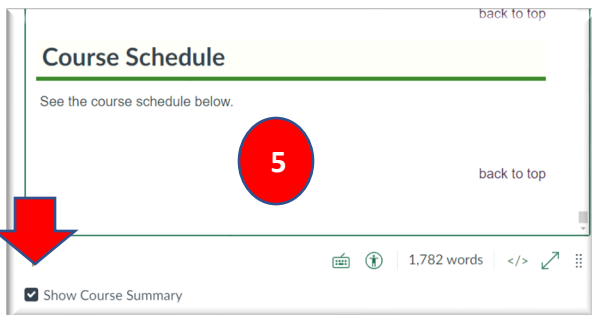 back to top
Course Schedule
See the course schedule below.
5
back to top
1,782 words </>
Show Course Summary